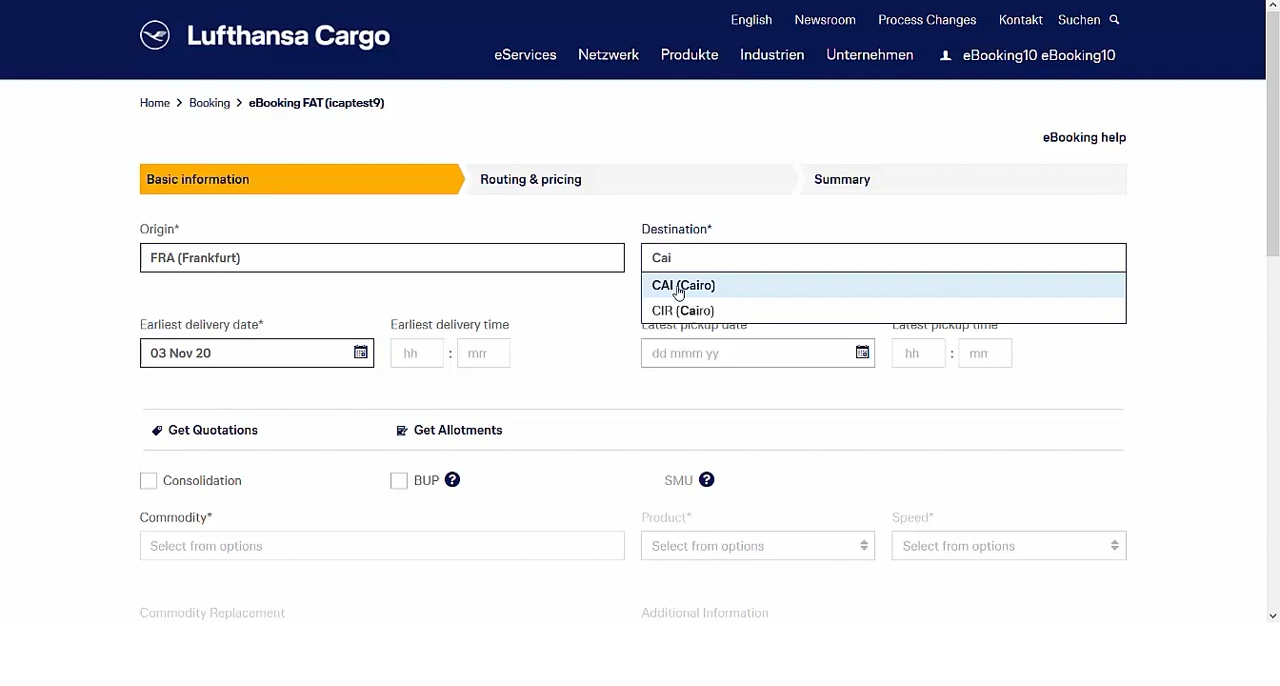 English Newsroom Process Changes Kontakt Suchen
Lufthansa Cargo
eServices Netzwerk Produkte Industrien Unternehmen eBooking10 eBooking10
Home > Booking > eBooking FAT (icaptest9)
eBooking help
Basic information Routing & pricing Summary
Origin* Destination*
FRA (Frankfurt) Cai
CAI (Cairo)
CIR (Cairo)
Earliest delivery date* Earliest delivery time Latest pickup date Latest pickup time
03 Nov 20 hh : mm dd mmm yy hh : mm
Get Quotations Get Allotments
Consolidation BUP ? SMU ?
Commodity* Product* Speed*
Select from options Select from options Select from options
Commodity Replacement Additional Information